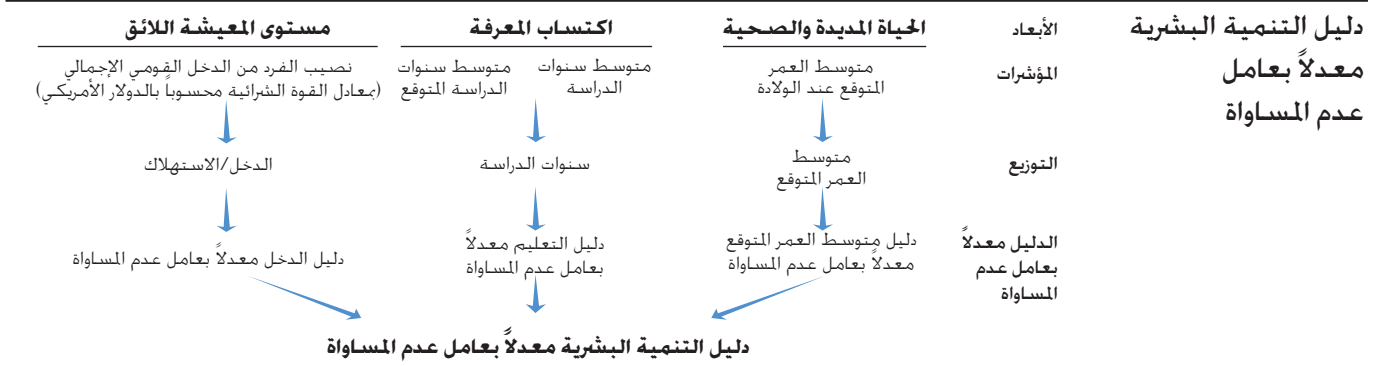 دليل التنمية البشرية
معدلاً بعامل
عدم المساواة
الأبعاد
الحياة المديدة والصحية
اكتساب المعرفة
مستوى المعيشة اللائق
المؤشرات
متوسط العمر
المتوقع عند الولادة
متوسط سنوات
الدراسة
متوسط سنوات
الدراسة المتوقع
نصيب الفرد من الدخل القومي الإجمالي
(بمعادل القوة الشرائية محسوباً بالدولار الأمريكي)
التوزيع
متوسط
العمر المتوقع
سنوات الدراسة
الدخل/الاستهلاك
الدليل معدلاً
بعامل عدم
المساواة
دليل متوسط العمر المتوقع
معدلاً بعامل عدم المساواة
دليل التعليم معدلاً
بعامل عدم المساواة
دليل الدخل معدلاً بعامل عدم المساواة
دليل التنمية البشرية معدلاً بعامل عدم المساواة